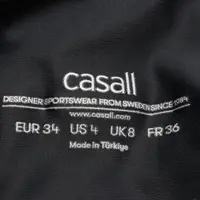 casall
DESIGNER SPORTSWEAR FROM SWEDEN SINCE 1984
www.casall.com
EUR 34 US 4 UK 8 FR 36
Made in Türkiye